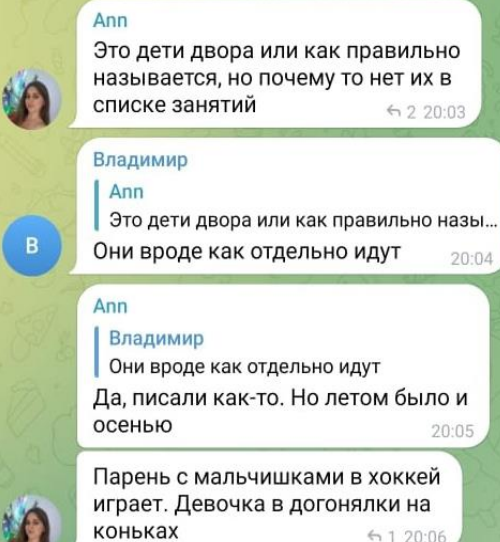 Ann
Это дети двора или как правильно
называется, но почему то нет их в
списке занятий
2 20:03
Владимир
Ann
Это дети двора или как правильно назы...
Они вроде как отдельно идут
20:04
В
Ann
Владимир
Они вроде как отдельно идут
Да, писали как-то. Но летом было и
осенью
20:05
Парень с мальчишками в хоккей
играет. Девочка в догонялки на
коньках
1 20:06